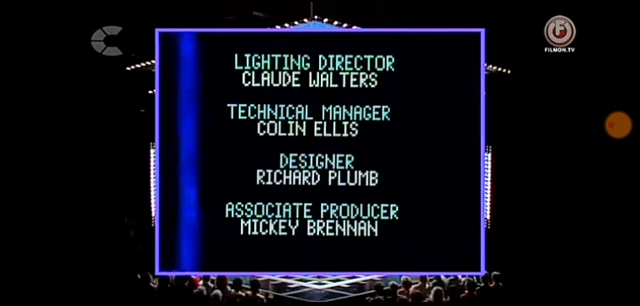 FILMON.TV
LIGHTING DIRECTOR
CLAUDE WALTERS
TECHNICAL MANAGER
COLIN ELLIS
DESIGNER
RICHARD PLUMB
ASSOCIATE PRODUCER
MICKEY BRENNAN